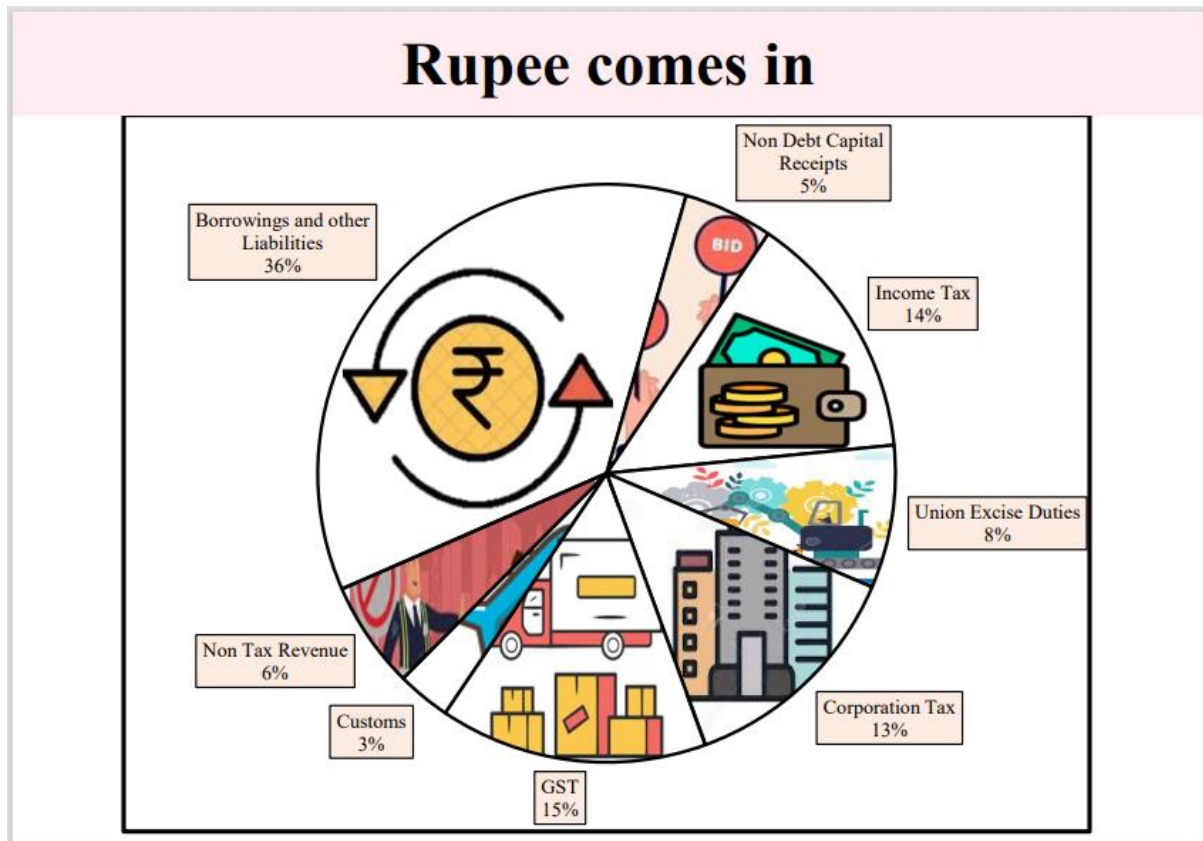 Rupee comes in
Non Debt Capital
Receipts
5%
Borrowings and other
Liabilities
36%
BID
Income Tax
14%
₹
Union Excise Duties
8%
Non Tax Revenue
6%
Corporation Tax
13%
Customs
3%
GST
15%